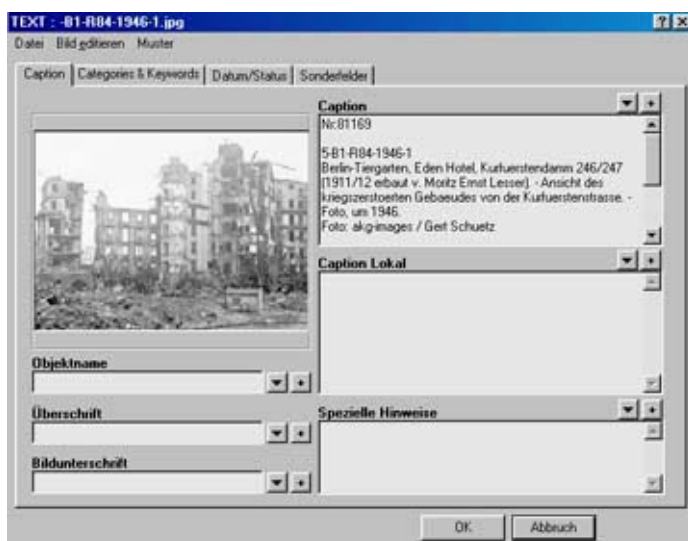 TEXT : -B1-R84-1946-1.jpg
Datei Bild editieren Muster
Caption Categories & Keywords Datum/Status Sonderfelder
Caption
Nr:81169
5-B1-R84-1946-1
Berlin-Tiergarten, Eden Hotel, Kurfuerstendamm 246/247
(1911/12 erbaut v. Moritz Ernst Lesser). - Ansicht des
kriegszerstoerten Gebaeudes von der Kurfuerstenstrasse. -
Foto, um 1946.
Foto: akg-images / Gert Schuetz
Caption Lokal
Objektname
Überschrift
Spezielle Hinweise
Bildunterschrift
OK Abbruch